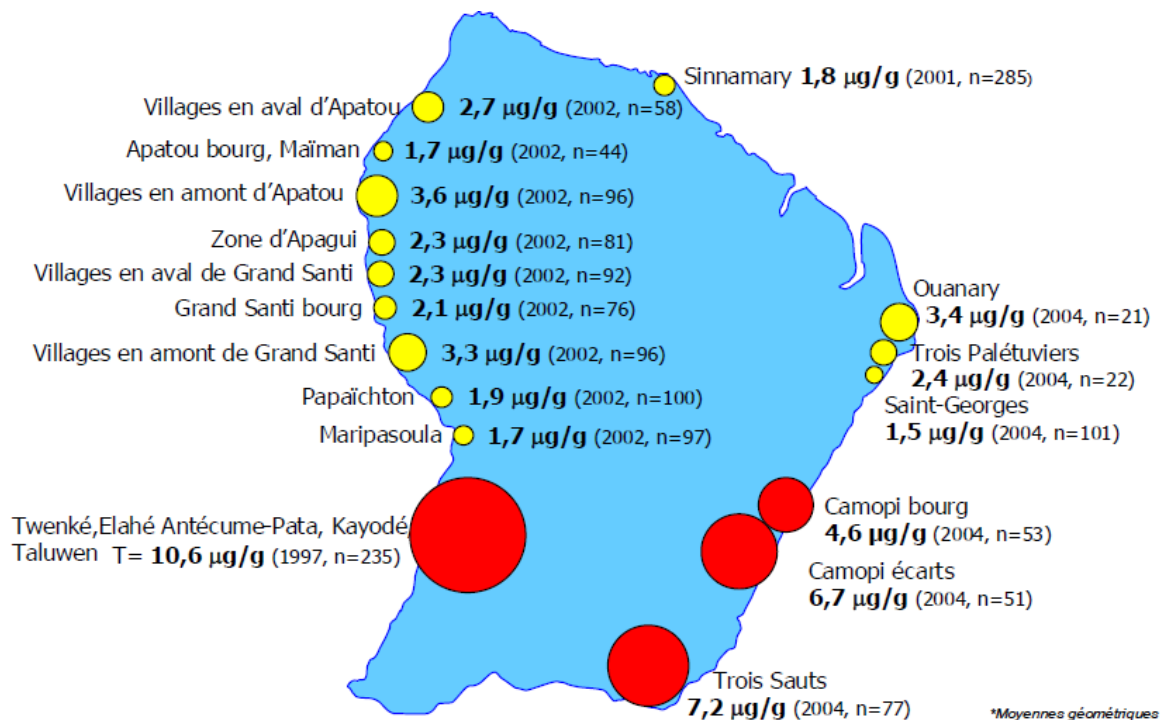 Sinnamary 1,8 µg/g (2001, n=285)
Villages en aval d'Apatou 2,7 µg/g (2002, n=58)
Apatou bourg, Maïman 1,7 µg/g (2002, n=44)
Villages en amont d'Apatou 3,6 µg/g (2002, n=96)
Zone d'Apagui 2,3 µg/g (2002, n=81)
Villages en aval de Grand Santi 2,3 µg/g (2002, n=92)
Grand Santi bourg 2,1 µg/g (2002, n=76)
Villages en amont de Grand Santi 3,3 µg/g (2002, n=96)
Papaïchton 1,9 µg/g (2002, n=100)
Maripasoula 1,7 µg/g (2002, n=97)
Twenké,Elahé Antécume-Pata, Kayodé,
Taluwen T= 10,6 µg/g (1997, n=235)
Ouanary
3,4 µg/g (2004, n=21)
Trois Palétuviers
2,4 µg/g (2004, n=22)
Saint-Georges
1,5 µg/g (2004, n=101)
Camopi bourg
4,6 µg/g (2004, n=53)
Camopi écarts
6,7 µg/g (2004, n=51)
Trois Sauts
7,2 µg/g (2004, n=77)
*Moyennes géométriques